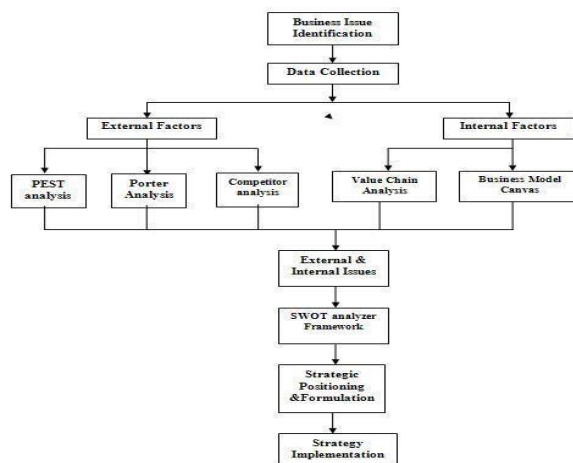 Business Issue
Identification
Data Collection
External Factors
Internal Factors
PEST
analysis
Porter
Analysis
Competitor
analysis
Value Chain
Analysis
Business Model
Canvas
External &
Internal Issues
SWOT analyzer
Framework
Strategic
Positioning
&Formulation
Strategy
Implementation